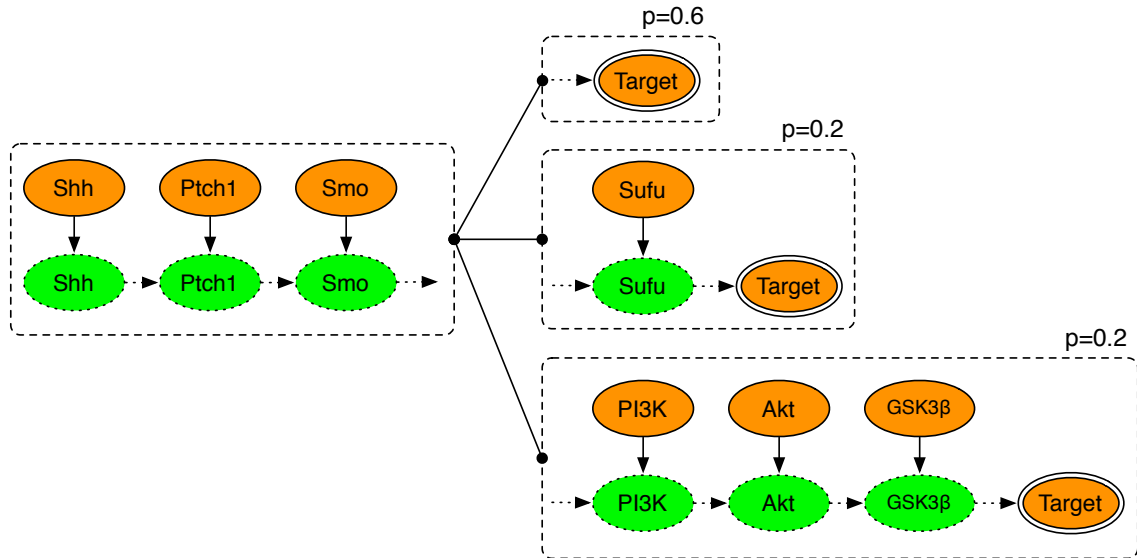 p=0.6
Target
p=0.2
Shh Ptch1 Smo
Shh Ptch1 Smo
Sufu
Sufu Target
p=0.2
PI3K Akt GSK3β
PI3K Akt GSK3β Target